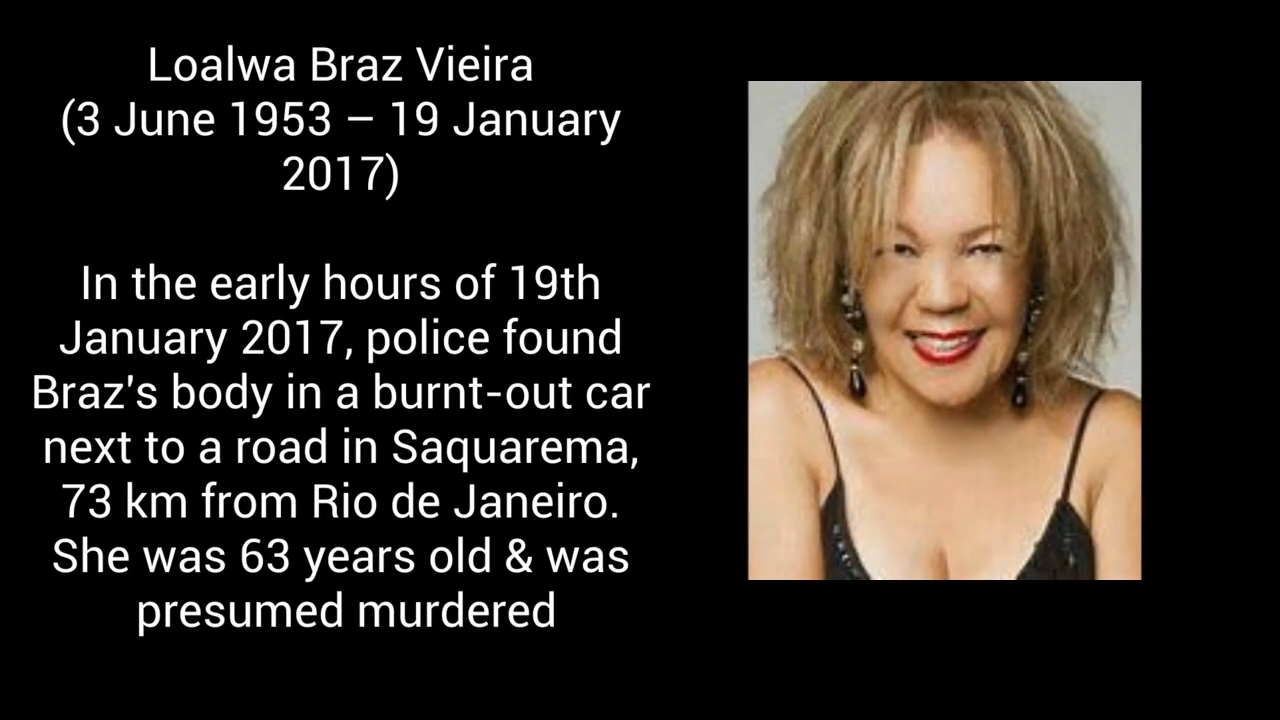 Loalwa Braz Vieira
(3 June 1953 – 19 January
2017)
In the early hours of 19th
January 2017, police found
Braz's body in a burnt-out car
next to a road in Saquarema,
73 km from Rio de Janeiro.
She was 63 years old & was
presumed murdered